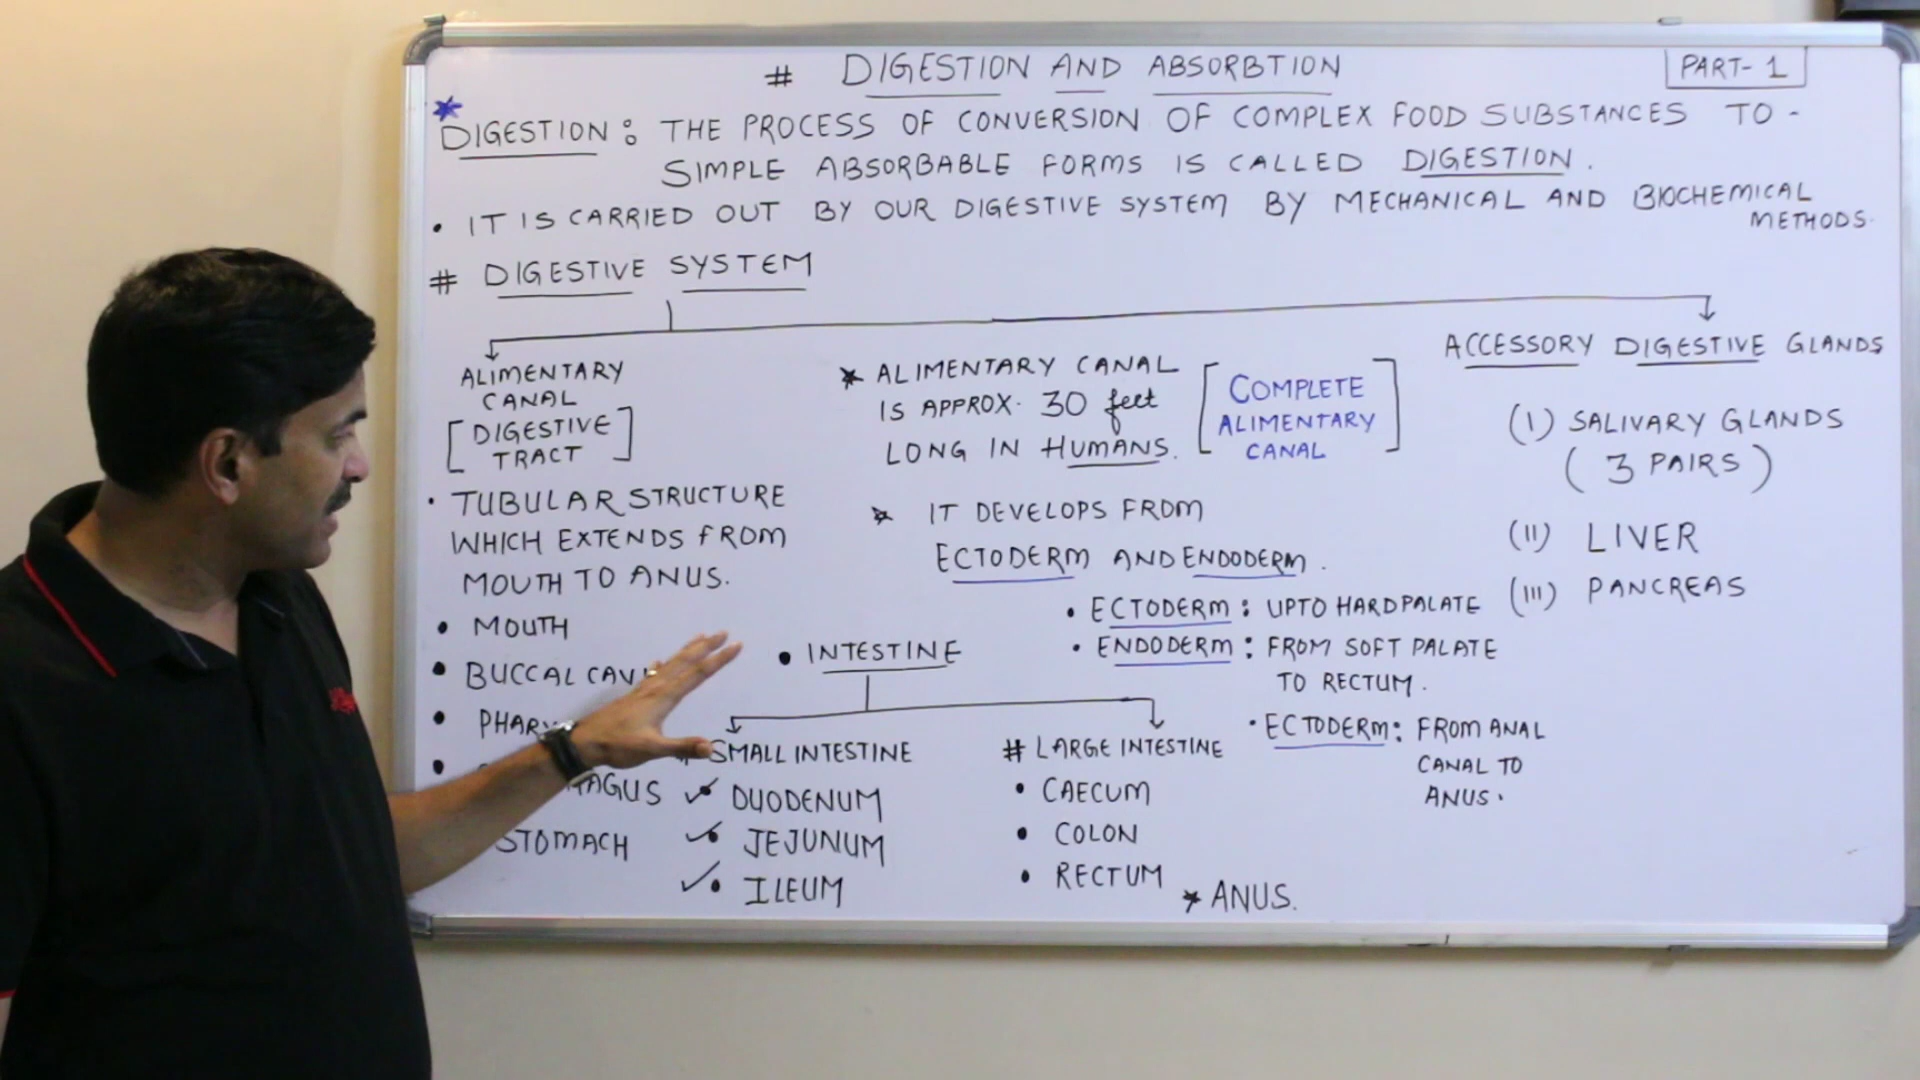 # DIGESTION AND ABSORBTION
PART-1
DIGESTION: THE PROCESS OF CONVERSION OF COMPLEX FOOD SUBSTANCES TO -
SIMPLE ABSORBABLE FORMS IS CALLED DIGESTION.
• IT IS CARRIED OUT BY OUR DIGESTIVE SYSTEM BY MECHANICAL AND BIOCHEMICAL
METHODS.
# DIGESTIVE SYSTEM
ALIMENTARY
CANAL
[DIGESTIVE
TRACT]
• TUBULAR STRUCTURE
WHICH EXTENDS FROM
MOUTH TO ANUS.
• MOUTH
• BUCCAL CAV
• PHAR
• AGUS
STOMACH
• INTESTINE
SMALL INTESTINE
• DUODENUM
• JEJUNUM
• ILEUM
# LARGE INTESTINE
• CAECUM
• COLON
• RECTUM
* ANUS.
* ALIMENTARY CANAL
IS APPROX. 30 feet
LONG IN HUMANS.
[COMPLETE
ALIMENTARY
CANAL]
* IT DEVELOPS FROM
ECTODERM AND ENDODERM.
• ECTODERM: UPTO HARD PALATE
• ENDODERM: FROM SOFT PALATE
TO RECTUM.
• ECTODERM: FROM ANAL
CANAL TO
ANUS.
ACCESSORY DIGESTIVE GLANDS
(I) SALIVARY GLANDS
(3 PAIRS)
(II) LIVER
(III) PANCREAS